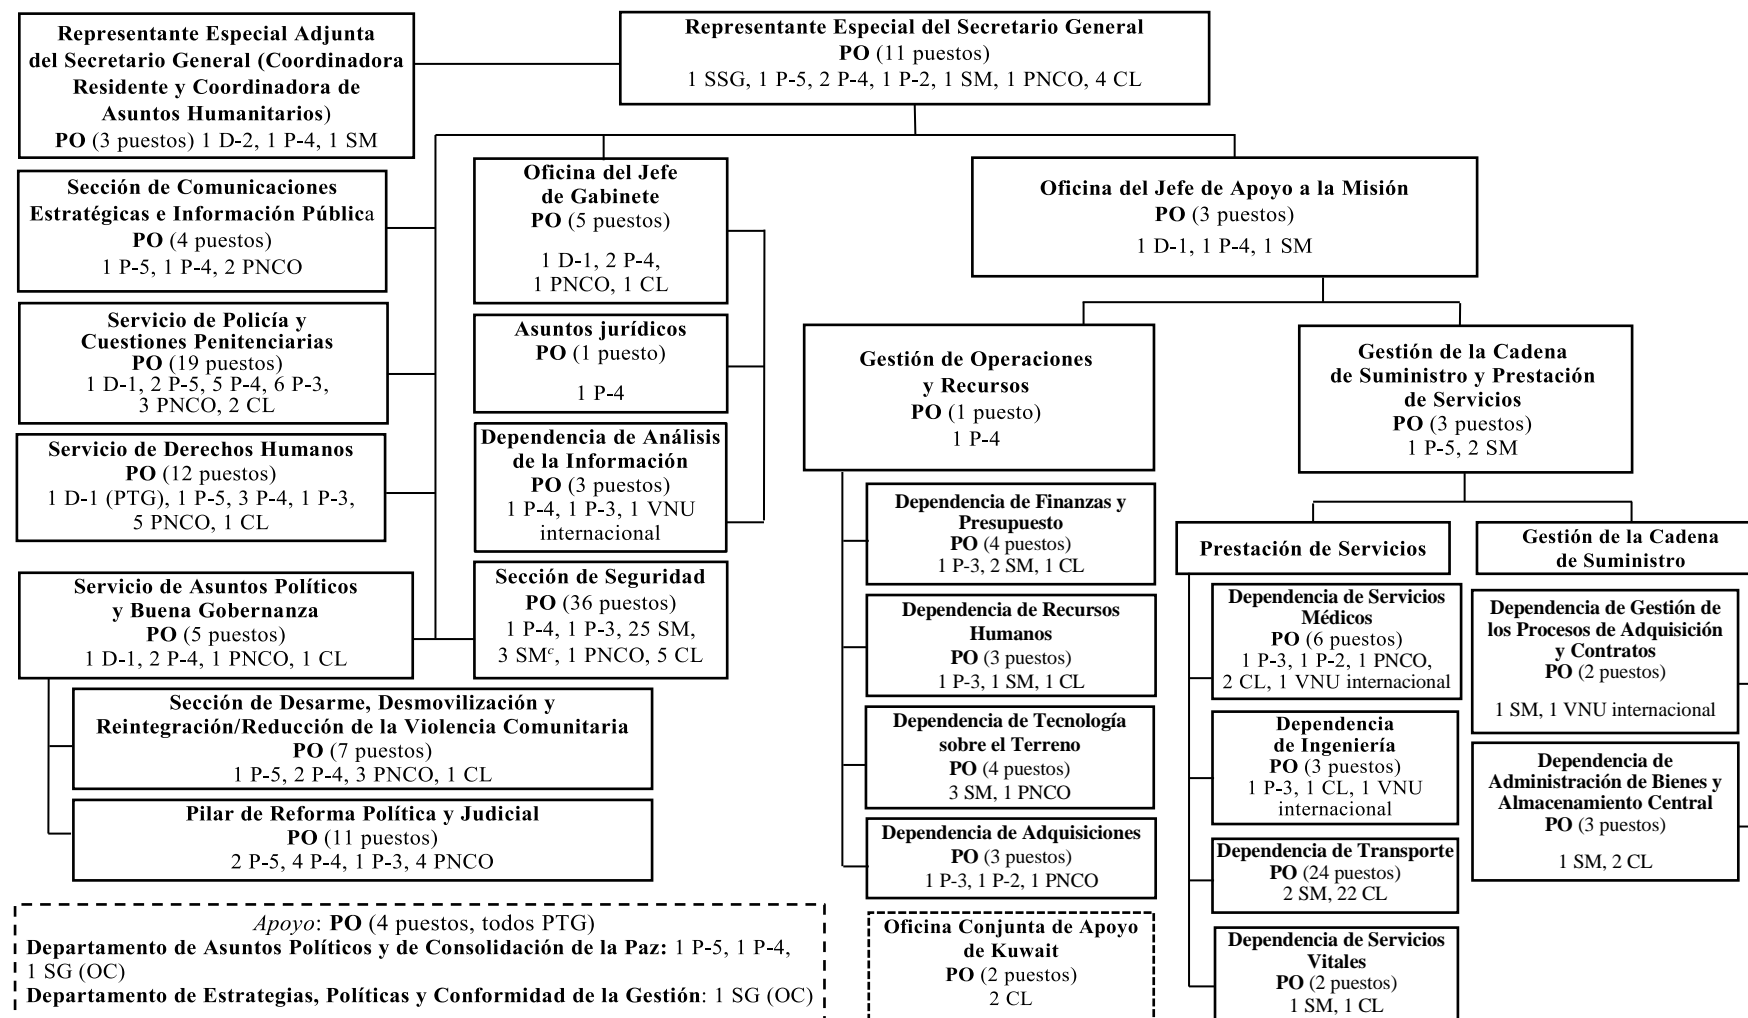 Representante Especial Adjunta
del Secretario General (Coordinadora
Residente y Coordinadora de
Asuntos Humanitarios)
PO (3 puestos) 1 D-2, 1 P-4, 1 SM
Representante Especial del Secretario General
PO (11 puestos)
1 SSG, 1 P-5, 2 P-4, 1 P-2, 1 SM, 1 PNCO, 4 CL
Sección de Comunicaciones
Estratégicas e Información Pública
PO (4 puestos)
1 P-5, 1 P-4, 2 PNCO
Servicio de Policía y
Cuestiones Penitenciarias
PO (19 puestos)
1 D-1, 2 P-5, 5 P-4, 6 P-3,
3 PNCO, 2 CL
Servicio de Derechos Humanos
PO (12 puestos)
1 D-1 (PTG), 1 P-5, 3 P-4, 1 P-3,
5 PNCO, 1 CL
Servicio de Asuntos Políticos
y Buena Gobernanza
PO (5 puestos)
1 D-1, 2 P-4, 1 PNCO, 1 CL
Sección de Desarme, Desmovilización y
Reintegración/Reducción de la Violencia Comunitaria
PO (7 puestos)
1 P-5, 2 P-4, 3 PNCO, 1 CL
Pilar de Reforma Política y Judicial
PO (11 puestos)
2 P-5, 4 P-4, 1 P-3, 4 PNCO
Oficina del Jefe
de Gabinete
PO (5 puestos)
1 D-1, 2 P-4,
1 PNCO, 1 CL
Asuntos jurídicos
PO (1 puesto)
1 P-4
Dependencia de Análisis
de la Información
PO (3 puestos)
1 P-4, 1 P-3, 1 VNU
internacional
Sección de Seguridad
PO (36 puestos)
1 P-4, 1 P-3, 25 SM,
3 SMc, 1 PNCO, 5 CL
Oficina del Jefe de Apoyo a la Misión
PO (3 puestos)
1 D-1, 1 P-4, 1 SM
Gestión de Operaciones
y Recursos
PO (1 puesto)
1 P-4
Dependencia de Finanzas y
Presupuesto
PO (4 puestos)
1 P-3, 2 SM, 1 CL
Dependencia de Recursos
Humanos
PO (3 puestos)
1 P-3, 1 SM, 1 CL
Dependencia de Tecnología
sobre el Terreno
PO (4 puestos)
3 SM, 1 PNCO
Dependencia de Adquisiciones
PO (3 puestos)
1 P-3, 1 P-2, 1 PNCO
Oficina Conjunta de Apoyo
de Kuwait
PO (2 puestos)
2 CL
Gestión de la Cadena
de Suministro y Prestación
de Servicios
PO (3 puestos)
1 P-5, 2 SM
Prestación de Servicios
Dependencia de Servicios
Médicos
PO (6 puestos)
1 P-3, 1 P-2, 1 PNCO,
2 CL, 1 VNU internacional
Dependencia
de Ingeniería
PO (3 puestos)
1 P-3, 1 CL, 1 VNU
internacional
Dependencia de Transporte
PO (24 puestos)
2 SM, 22 CL
Dependencia de Servicios
Vitales
PO (2 puestos)
1 SM, 1 CL
Gestión de la Cadena
de Suministro
Dependencia de Gestión de
los Procesos de Adquisición
y Contratos
PO (2 puestos)
1 SM, 1 VNU internacional
Dependencia de
Administración de Bienes y
Almacenamiento Central
PO (3 puestos)
1 SM, 2 CL
Apoyo: PO (4 puestos, todos PTG)
Departamento de Asuntos Políticos y de Consolidación de la Paz: 1 P-5, 1 P-4,
1 SG (OC)
Departamento de Estrategias, Políticas y Conformidad de la Gestión: 1 SG (OC)